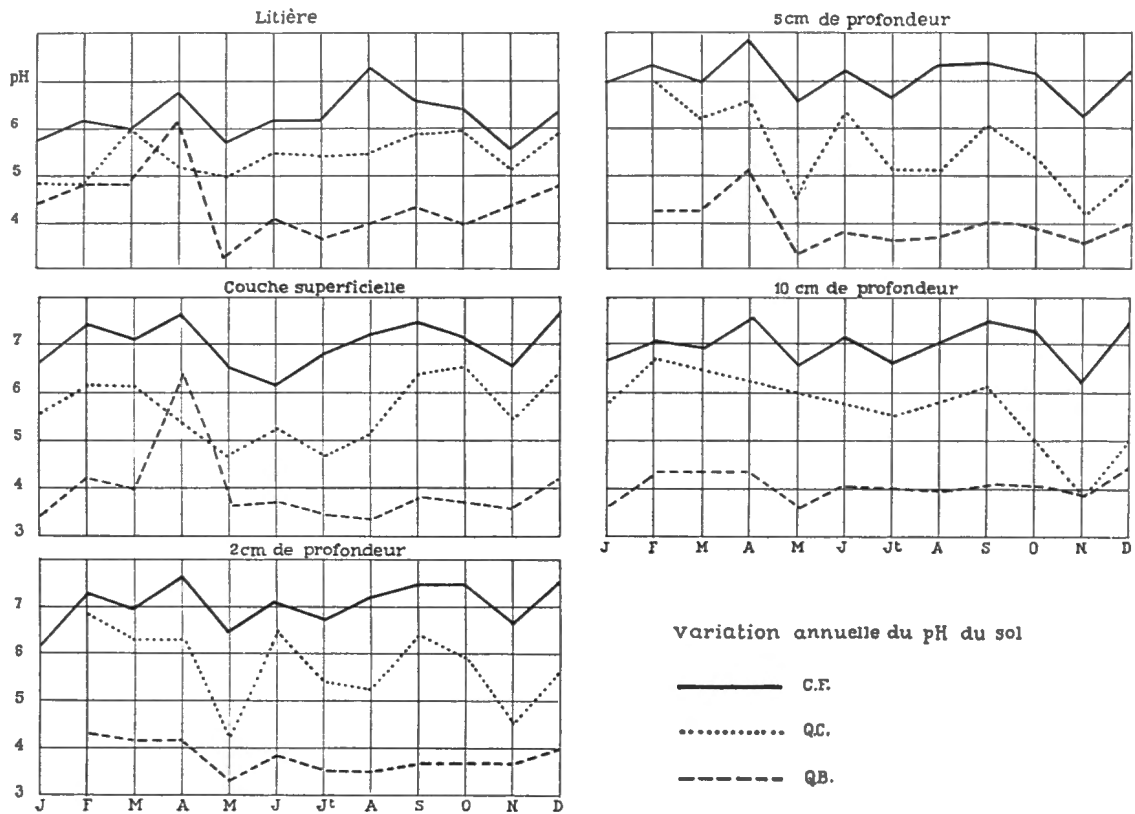 Litière
pH
6
5
4
Couche superficielle
7
6
5
4
3
2cm de profondeur
7
6
5
4
3
J F M A M J Jt A S O N D
5cm de profondeur
10 cm de profondeur
J F M A M J Jt A S O N D
Variation annuelle du pH du sol
C.F.
Q.C.
Q.B.